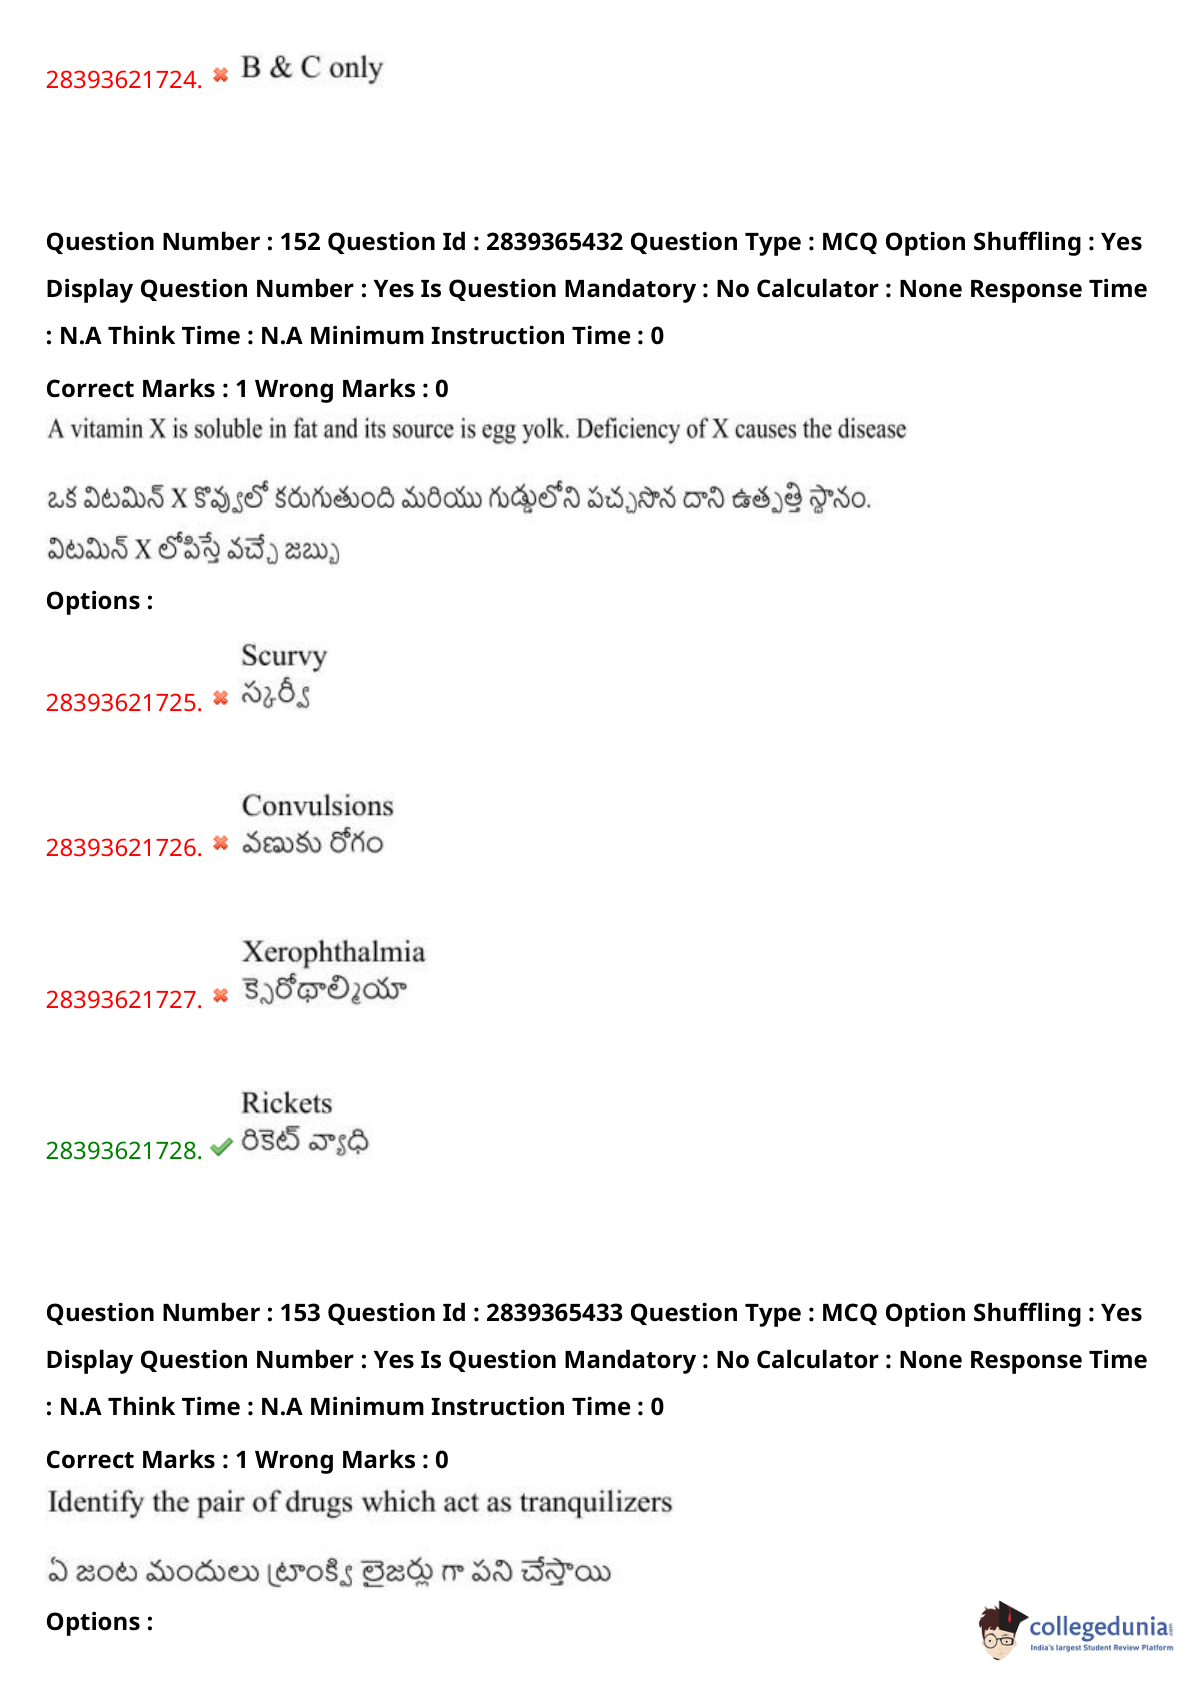 28393621724. B & C only
Question Number : 152 Question Id : 2839365432 Question Type : MCQ Option Shuffling : Yes
Display Question Number : Yes Is Question Mandatory : No Calculator : None Response Time
: N.A Think Time : N.A Minimum Instruction Time : 0
Correct Marks : 1 Wrong Marks : 0
A vitamin X is soluble in fat and its source is egg yolk. Deficiency of X causes the disease
ఒక విటమిన్ X కొవ్వులో కరుగుతుంది మరియు గుడ్డులోని పచ్చసొన దాని ఉత్పత్తి స్థానం.
విటమిన్ X లోపిస్తే వచ్చే జబ్బు
Options :
Scurvy
28393621725. స్కర్వీ
Convulsions
28393621726. వణుకు రోగం
Xerophthalmia
28393621727. క్సెరోథాల్మియా
Rickets
28393621728. రికెట్ వ్యాధి
Question Number : 153 Question Id : 2839365433 Question Type : MCQ Option Shuffling : Yes
Display Question Number : Yes Is Question Mandatory : No Calculator : None Response Time
: N.A Think Time : N.A Minimum Instruction Time : 0
Correct Marks : 1 Wrong Marks : 0
Identify the pair of drugs which act as tranquilizers
ఏ జంట మందులు ట్రాంక్వి లైజర్లు గా పని చేస్తాయి
Options :
collegedunia
India's largest Student Review Platform